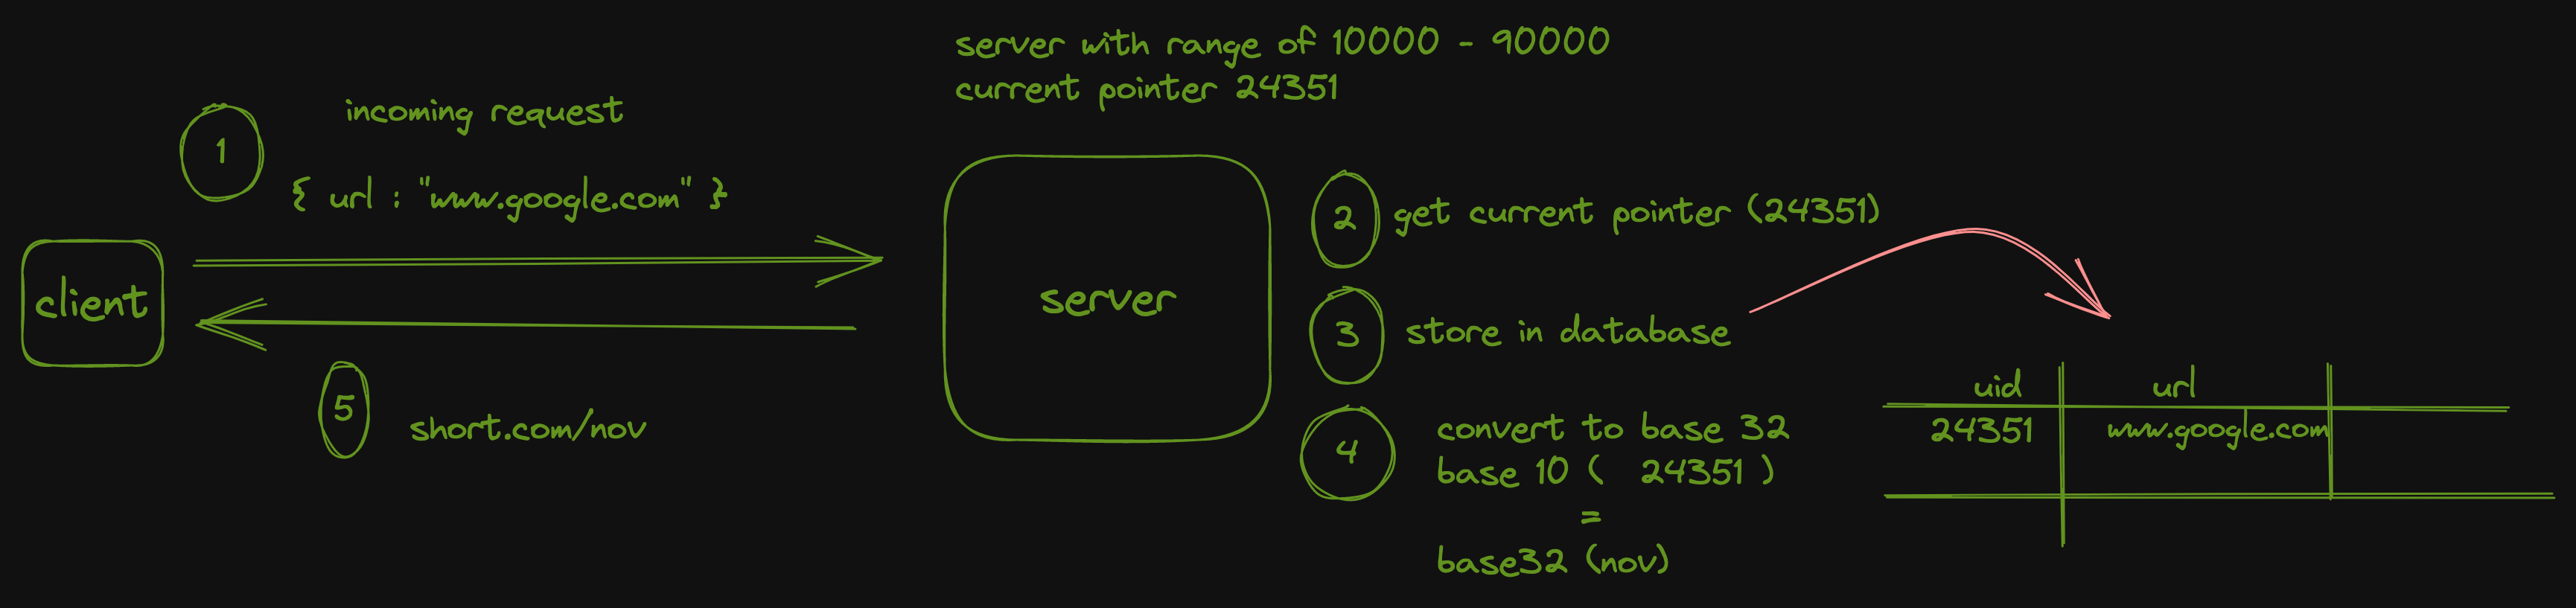 server with range of 10000 - 90000
current pointer 24351
1
incoming request
{ url : "www.google.com" }
client
server
2
get current pointer (24351)
3
store in database
4
convert to base 32
base 10 ( 24351 )
=
base32 (nov)
uid url
24351 www.google.com
5
short.com/nov